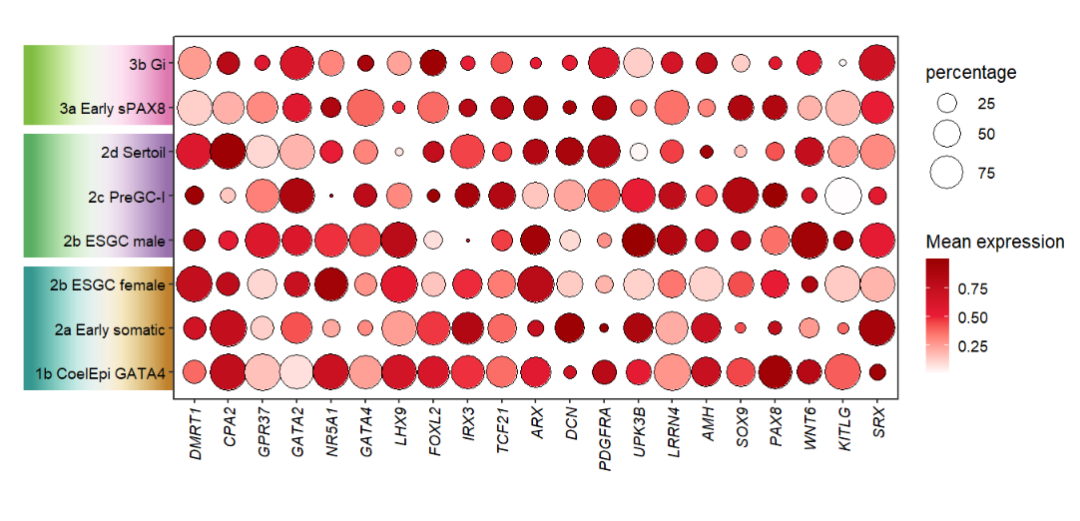 3b Gi
3a Early sPAX8
2d Sertoil
2c PreGC-I
2b ESGC male
2b ESGC female
2a Early somatic
1b CoelEpi GATA4
DMRT1
CPA2
GPR37
GATA2
NR5A1
GATA4
LHX9
FOXL2
IRX3
TCF21
ARX
DCN
PDGFRA
UPK3B
LRRN4
AMH
SOX9
PAX8
WNT6
KITLG
SRX
percentage
25
50
75
Mean expression
0.75
0.50
0.25